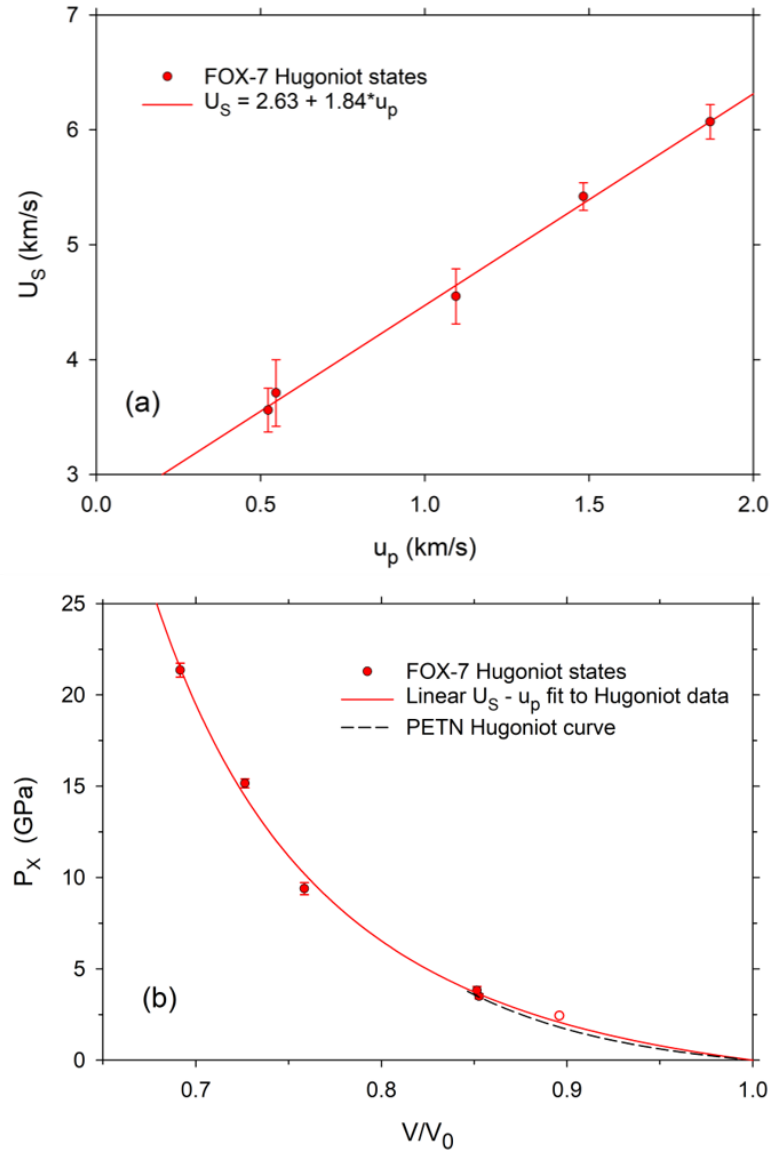 7
6
5
4
3
U_S (km/s)
FOX-7 Hugoniot states
U_S = 2.63 + 1.84*u_p
(a)
0.0 0.5 1.0 1.5 2.0
u_p (km/s)
25
20
15
10
5
0
P_X (GPa)
FOX-7 Hugoniot states
Linear U_S - u_p fit to Hugoniot data
PETN Hugoniot curve
(b)
0.7 0.8 0.9 1.0
V/V_0